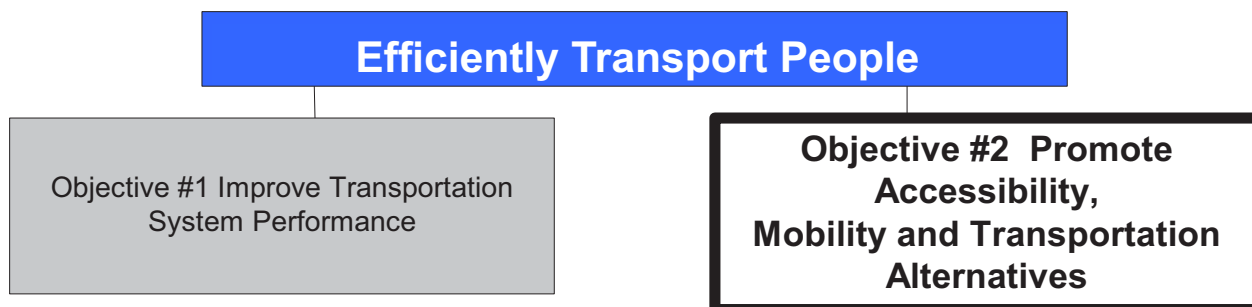 Efficiently Transport People
Objective #1 Improve Transportation
System Performance
Objective #2  Promote
Accessibility,
Mobility and Transportation
Alternatives